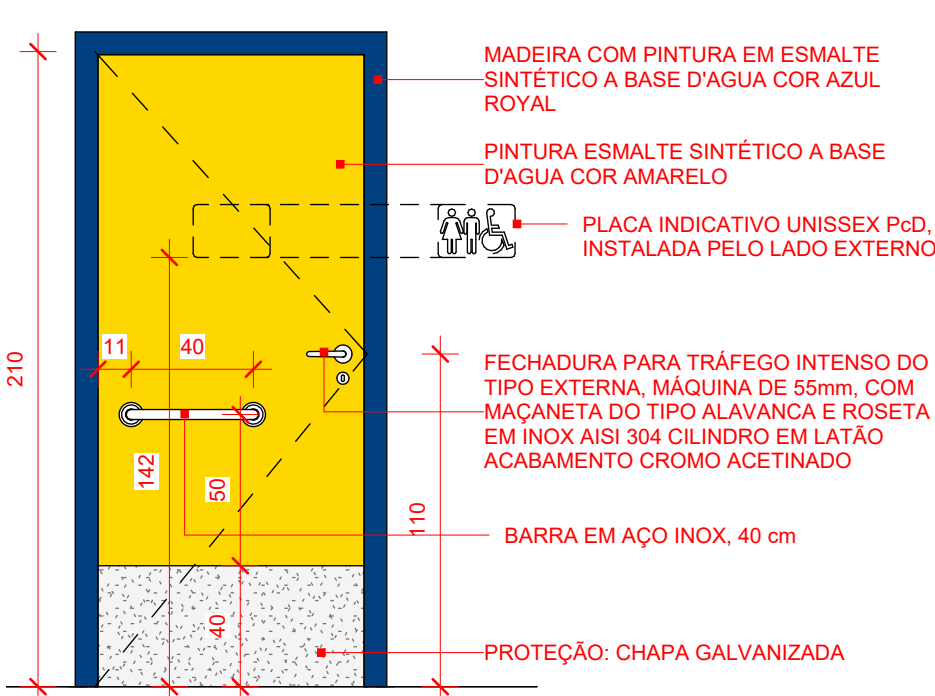 MADEIRA COM PINTURA EM ESMALTE
SINTÉTICO A BASE D'AGUA COR AZUL
ROYAL
PINTURA ESMALTE SINTÉTICO A BASE
D'AGUA COR AMARELO
PLACA INDICATIVO UNISSEX PcD,
INSTALADA PELO LADO EXTERNO
210
11
40
FECHADURA PARA TRÁFEGO INTENSO DO
TIPO EXTERNA, MÁQUINA DE 55mm, COM
MAÇANETA DO TIPO ALAVANCA E ROSETA
EM INOX AISI 304 CILINDRO EM LATÃO
ACABAMENTO CROMO ACETINADO
142
50
110
BARRA EM AÇO INOX, 40 cm
40
PROTEÇÃO: CHAPA GALVANIZADA